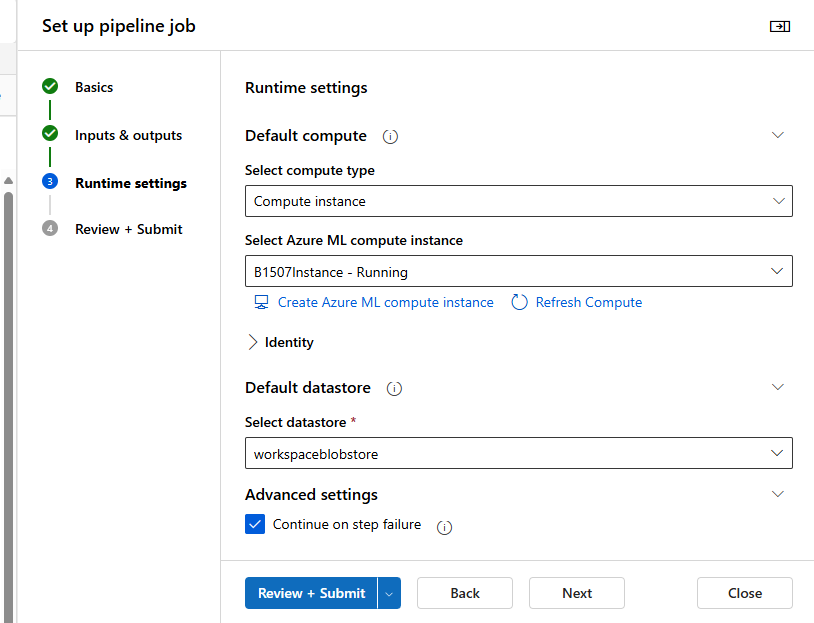 Set up pipeline job
Basics
Inputs & outputs
3 Runtime settings
4 Review + Submit
Runtime settings
Default compute
Select compute type
Compute instance
Select Azure ML compute instance
B1507Instance - Running
Create Azure ML compute instance Refresh Compute
Identity
Default datastore
Select datastore *
workspaceblobstore
Advanced settings
Continue on step failure
Review + Submit Back Next Close